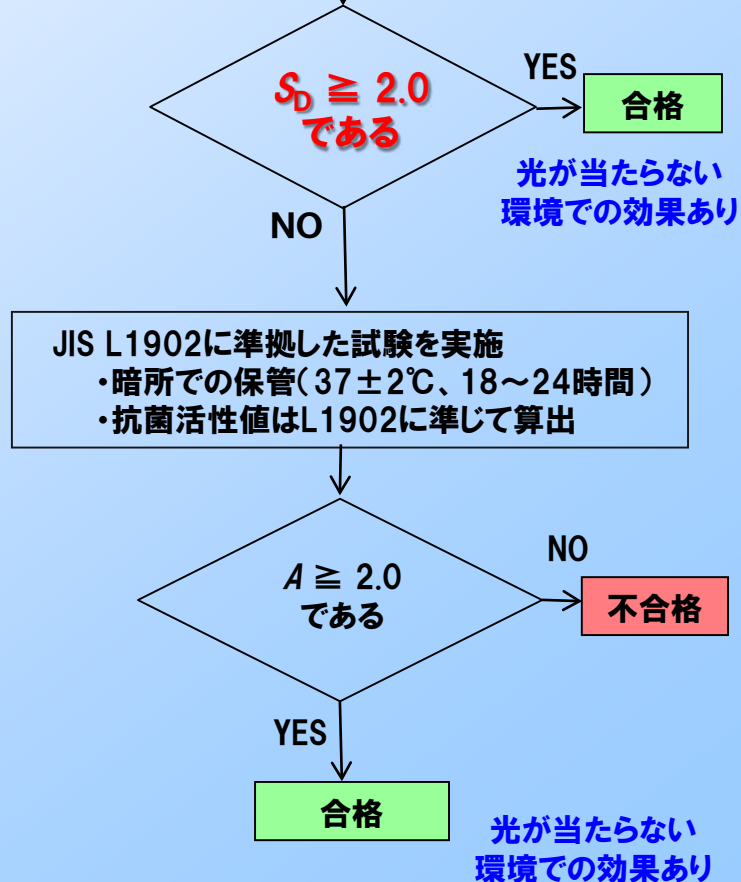 S_D ≧ 2.0
である
YES
合格
光が当たらない
環境での効果あり
NO
JIS L1902に準拠した試験を実施
・暗所での保管（37±2℃、18～24時間）
・抗菌活性値はL1902に準じて算出
A ≧ 2.0
である
NO
不合格
YES
合格
光が当たらない
環境での効果あり